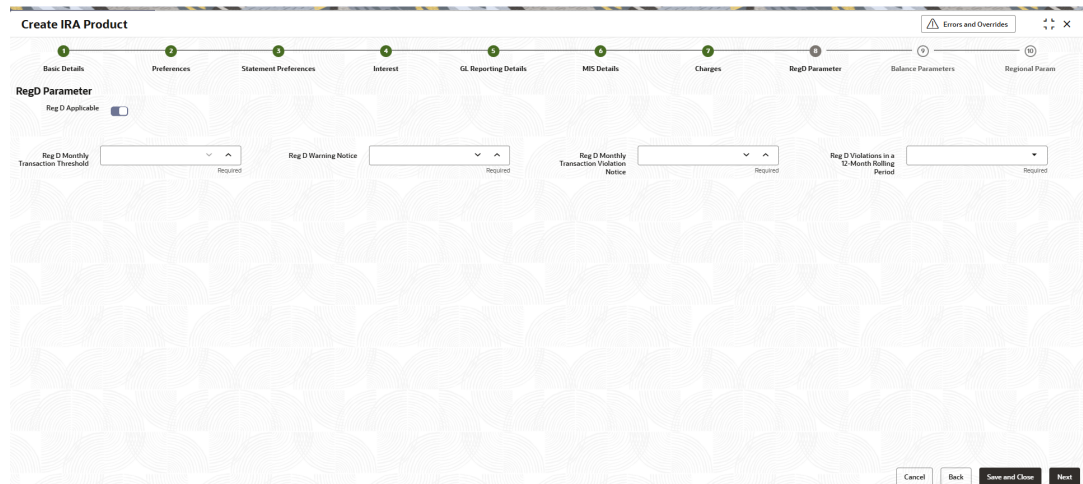 Create IRA Product
Errors and Overrides
1 2 3 4 5 6 7 8 9 10
Basic Details Preferences Statement Preferences Interest GL Reporting Details MIS Details Charges RegD Parameter Balance Parameters Regional Param
RegD Parameter
Reg D Applicable
Reg D Monthly
Transaction Threshold
Required
Reg D Warning Notice
Required
Reg D Monthly
Transaction Violation
Notice
Required
Reg D Violations in a
12-Month Rolling
Period
Required
Cancel Back Save and Close Next